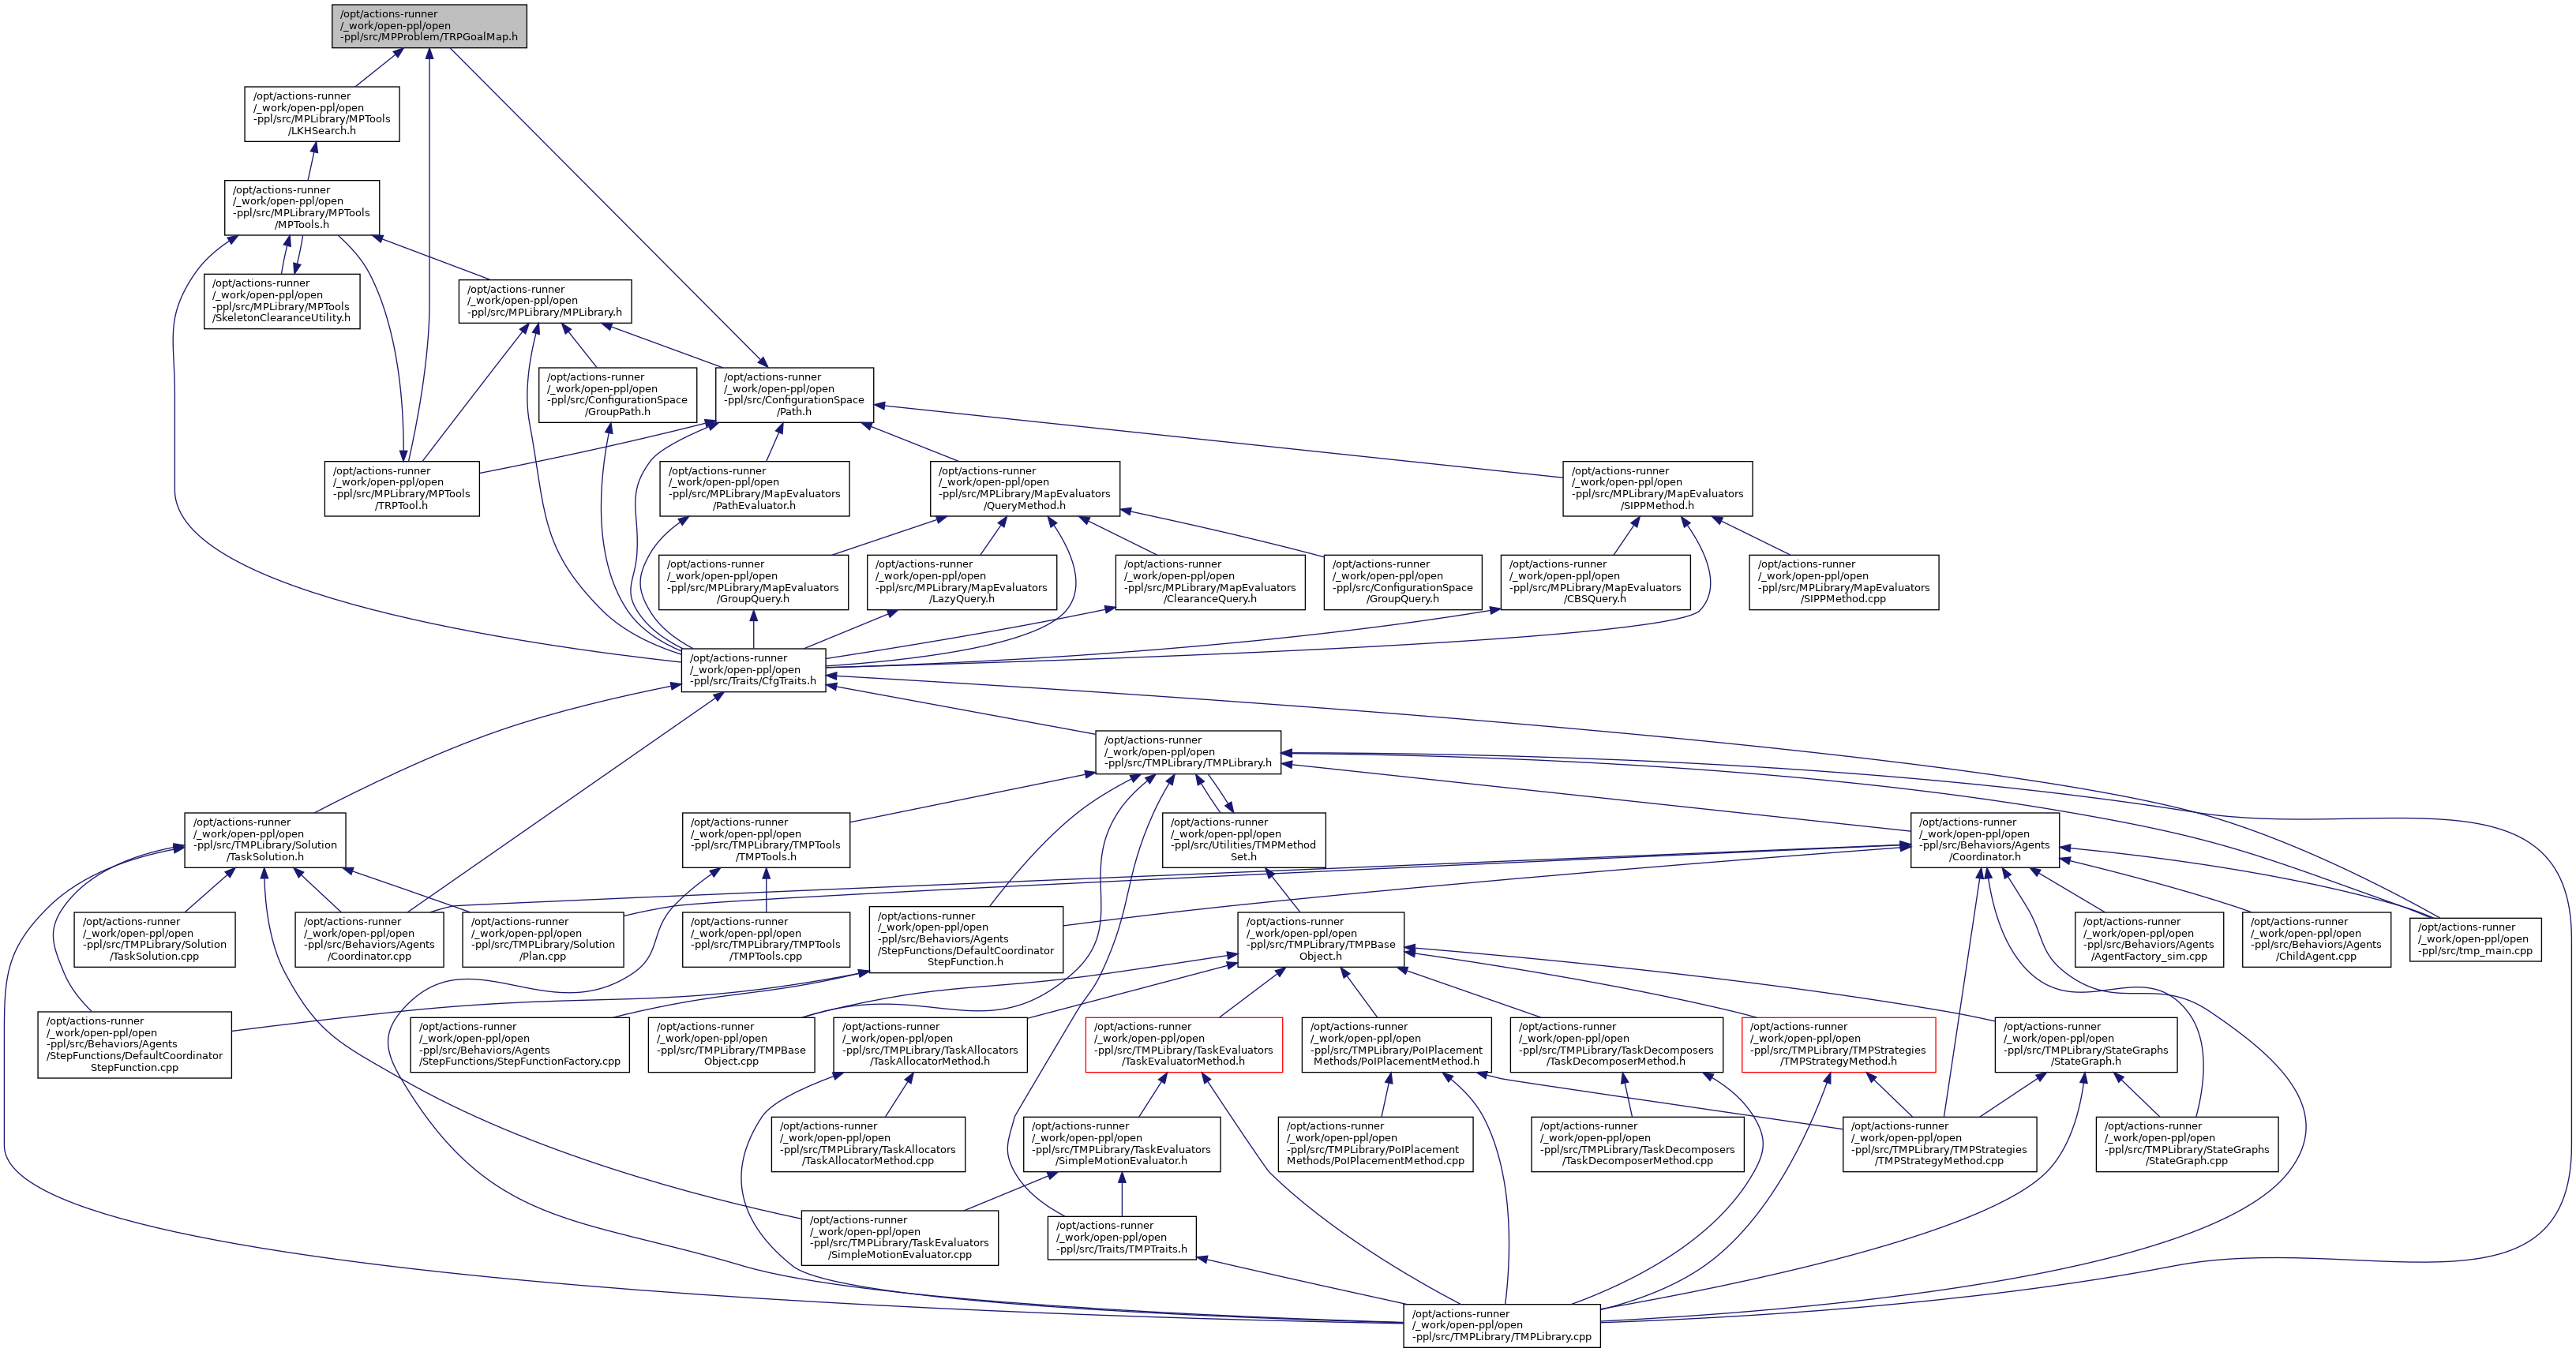 /opt/actions-runner
/_work/open-ppl/open
-ppl/src/MPProblem/TRPGoalMap.h
/opt/actions-runner
/_work/open-ppl/open
-ppl/src/MPLibrary/MPTools
/LKHSearch.h
/opt/actions-runner
/_work/open-ppl/open
-ppl/src/MPLibrary/MPTools
/MPTools.h
/opt/actions-runner
/_work/open-ppl/open
-ppl/src/MPLibrary/MPTools
/SkeletonClearanceUtility.h
/opt/actions-runner
/_work/open-ppl/open
-ppl/src/MPLibrary/MPLibrary.h
/opt/actions-runner
/_work/open-ppl/open
-ppl/src/ConfigurationSpace
/GroupPath.h
/opt/actions-runner
/_work/open-ppl/open
-ppl/src/ConfigurationSpace
/Path.h
/opt/actions-runner
/_work/open-ppl/open
-ppl/src/MPLibrary/MPTools
/TRPTool.h
/opt/actions-runner
/_work/open-ppl/open
-ppl/src/MPLibrary/MapEvaluators
/PathEvaluator.h
/opt/actions-runner
/_work/open-ppl/open
-ppl/src/MPLibrary/MapEvaluators
/QueryMethod.h
/opt/actions-runner
/_work/open-ppl/open
-ppl/src/MPLibrary/MapEvaluators
/SIPPMethod.h
/opt/actions-runner
/_work/open-ppl/open
-ppl/src/MPLibrary/MapEvaluators
/GroupQuery.h
/opt/actions-runner
/_work/open-ppl/open
-ppl/src/MPLibrary/MapEvaluators
/LazyQuery.h
/opt/actions-runner
/_work/open-ppl/open
-ppl/src/MPLibrary/MapEvaluators
/ClearanceQuery.h
/opt/actions-runner
/_work/open-ppl/open
-ppl/src/ConfigurationSpace
/GroupQuery.h
/opt/actions-runner
/_work/open-ppl/open
-ppl/src/MPLibrary/MapEvaluators
/CBSQuery.h
/opt/actions-runner
/_work/open-ppl/open
-ppl/src/MPLibrary/MapEvaluators
/SIPPMethod.cpp
/opt/actions-runner
/_work/open-ppl/open
-ppl/src/Traits/CfgTraits.h
/opt/actions-runner
/_work/open-ppl/open
-ppl/src/TMPLibrary/TMPLibrary.h
/opt/actions-runner
/_work/open-ppl/open
-ppl/src/TMPLibrary/Solution
/TaskSolution.h
/opt/actions-runner
/_work/open-ppl/open
-ppl/src/TMPLibrary/TMPTools
/TMPTools.h
/opt/actions-runner
/_work/open-ppl/open
-ppl/src/Utilities/TMPMethod
Set.h
/opt/actions-runner
/_work/open-ppl/open
-ppl/src/Behaviors/Agents
/Coordinator.h
/opt/actions-runner
/_work/open-ppl/open
-ppl/src/TMPLibrary/Solution
/TaskSolution.cpp
/opt/actions-runner
/_work/open-ppl/open
-ppl/src/Behaviors/Agents
/Coordinator.cpp
/opt/actions-runner
/_work/open-ppl/open
-ppl/src/TMPLibrary/Solution
/Plan.cpp
/opt/actions-runner
/_work/open-ppl/open
-ppl/src/TMPLibrary/TMPTools
/TMPTools.cpp
/opt/actions-runner
/_work/open-ppl/open
-ppl/src/Behaviors/Agents
/StepFunctions/DefaultCoordinator
StepFunction.h
/opt/actions-runner
/_work/open-ppl/open
-ppl/src/TMPLibrary/TMPBase
Object.h
/opt/actions-runner
/_work/open-ppl/open
-ppl/src/Behaviors/Agents
/AgentFactory_sim.cpp
/opt/actions-runner
/_work/open-ppl/open
-ppl/src/Behaviors/Agents
/ChildAgent.cpp
/opt/actions-runner
/_work/open-ppl/open
-ppl/src/tmp_main.cpp
/opt/actions-runner
/_work/open-ppl/open
-ppl/src/Behaviors/Agents
/StepFunctions/DefaultCoordinator
StepFunction.cpp
/opt/actions-runner
/_work/open-ppl/open
-ppl/src/Behaviors/Agents
/StepFunctions/StepFunctionFactory.cpp
/opt/actions-runner
/_work/open-ppl/open
-ppl/src/TMPLibrary/TMPBase
Object.cpp
/opt/actions-runner
/_work/open-ppl/open
-ppl/src/TMPLibrary/TaskAllocators
/TaskAllocatorMethod.h
/opt/actions-runner
/_work/open-ppl/open
-ppl/src/TMPLibrary/TaskEvaluators
/TaskEvaluatorMethod.h
/opt/actions-runner
/_work/open-ppl/open
-ppl/src/TMPLibrary/PoIPlacement
Methods/PoIPlacementMethod.h
/opt/actions-runner
/_work/open-ppl/open
-ppl/src/TMPLibrary/TaskDecomposers
/TaskDecomposerMethod.h
/opt/actions-runner
/_work/open-ppl/open
-ppl/src/TMPLibrary/TMPStrategies
/TMPStrategyMethod.h
/opt/actions-runner
/_work/open-ppl/open
-ppl/src/TMPLibrary/StateGraphs
/StateGraph.h
/opt/actions-runner
/_work/open-ppl/open
-ppl/src/TMPLibrary/TaskAllocators
/TaskAllocatorMethod.cpp
/opt/actions-runner
/_work/open-ppl/open
-ppl/src/TMPLibrary/TaskEvaluators
/SimpleMotionEvaluator.h
/opt/actions-runner
/_work/open-ppl/open
-ppl/src/TMPLibrary/PoIPlacement
Methods/PoIPlacementMethod.cpp
/opt/actions-runner
/_work/open-ppl/open
-ppl/src/TMPLibrary/TaskDecomposers
/TaskDecomposerMethod.cpp
/opt/actions-runner
/_work/open-ppl/open
-ppl/src/TMPLibrary/TMPStrategies
/TMPStrategyMethod.cpp
/opt/actions-runner
/_work/open-ppl/open
-ppl/src/TMPLibrary/StateGraphs
/StateGraph.cpp
/opt/actions-runner
/_work/open-ppl/open
-ppl/src/TMPLibrary/TaskEvaluators
/SimpleMotionEvaluator.cpp
/opt/actions-runner
/_work/open-ppl/open
-ppl/src/Traits/TMPTraits.h
/opt/actions-runner
/_work/open-ppl/open
-ppl/src/TMPLibrary/TMPLibrary.cpp